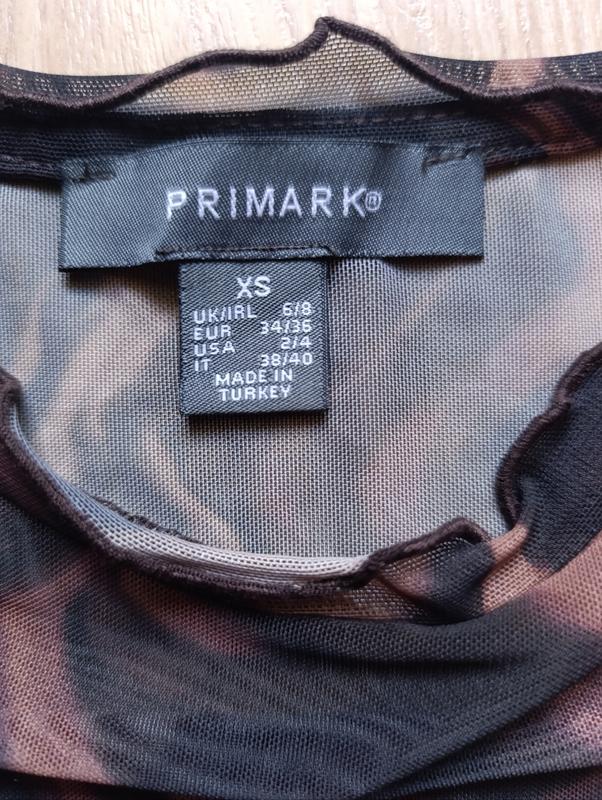 PRIMARK®
XS
UK/IRL 6/8
EUR 34/36
USA 2/4
IT 38/40
MADE IN
TURKEY